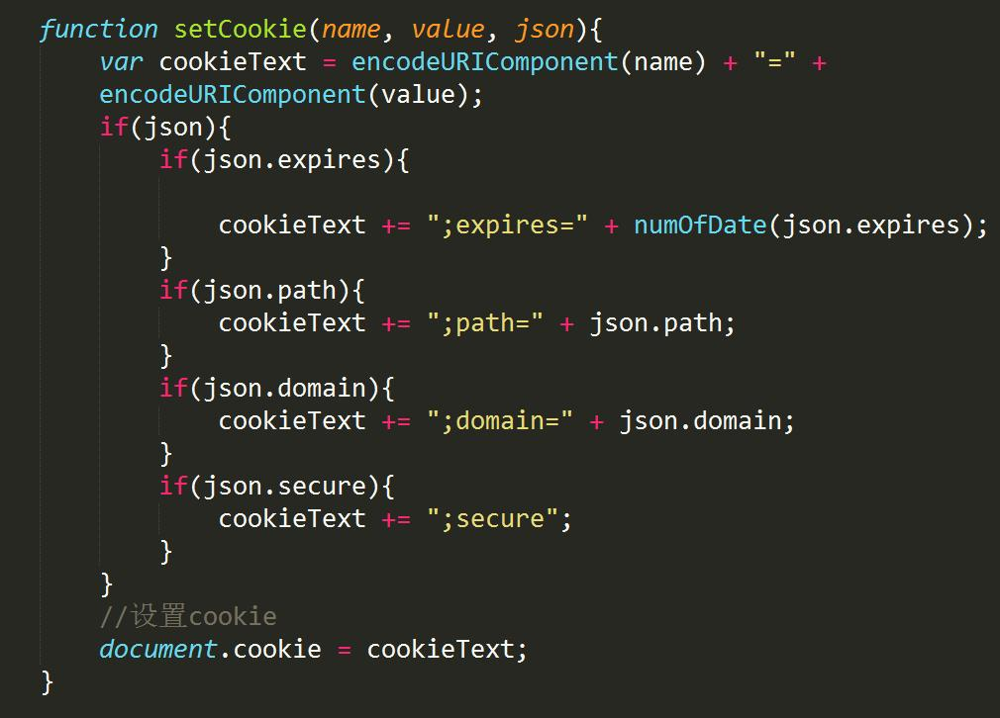 function setCookie(name, value, json){
    var cookieText = encodeURIComponent(name) + "=" +
    encodeURIComponent(value);
    if(json){
        if(json.expires){

            cookieText += ";expires=" + numOfDate(json.expires);
        }
        if(json.path){
            cookieText += ";path=" + json.path;
        }
        if(json.domain){
            cookieText += ";domain=" + json.domain;
        }
        if(json.secure){
            cookieText += ";secure";
        }
    }
    //设置cookie
    document.cookie = cookieText;
}